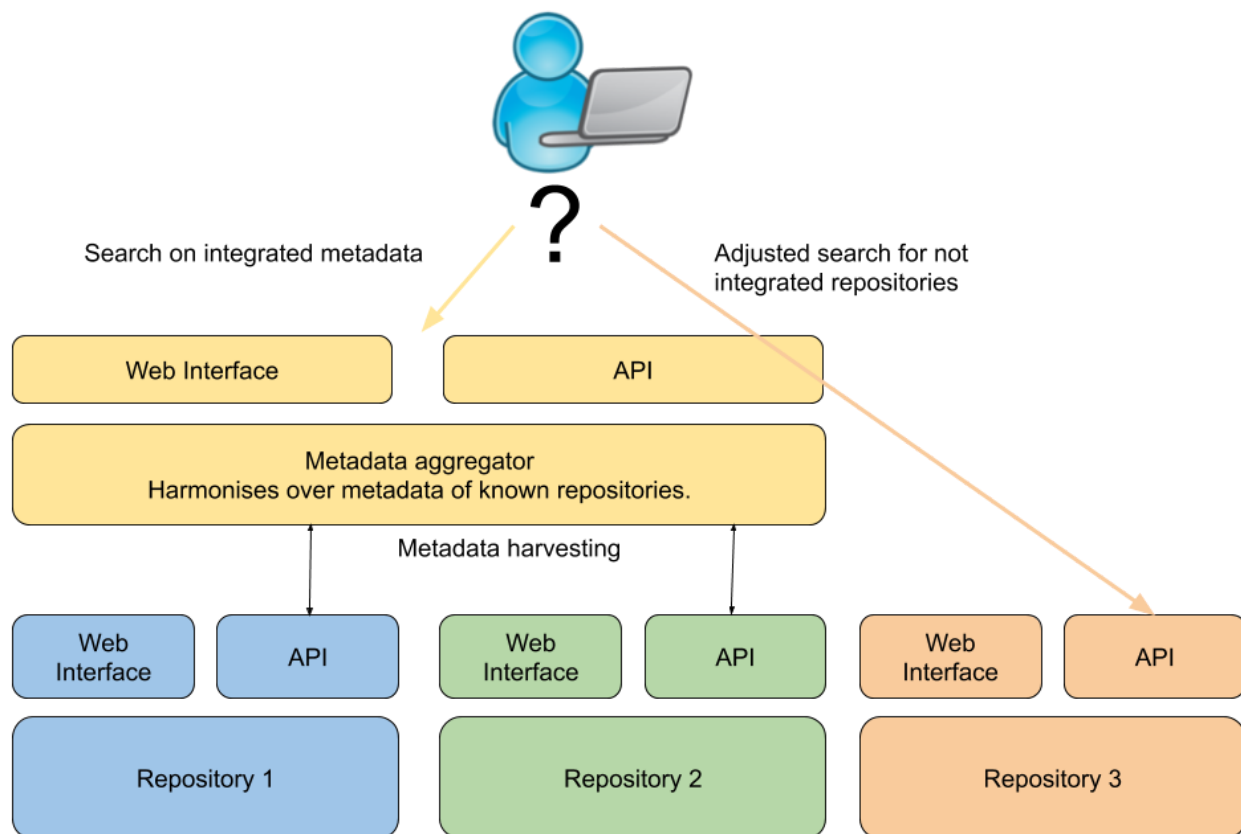 ?
Search on integrated metadata
Adjusted search for not
integrated repositories
Web Interface
API
Metadata aggregator
Harmonises over metadata of known repositories.
Metadata harvesting
Web
Interface
API
Web
Interface
API
Web
Interface
API
Repository 1
Repository 2
Repository 3